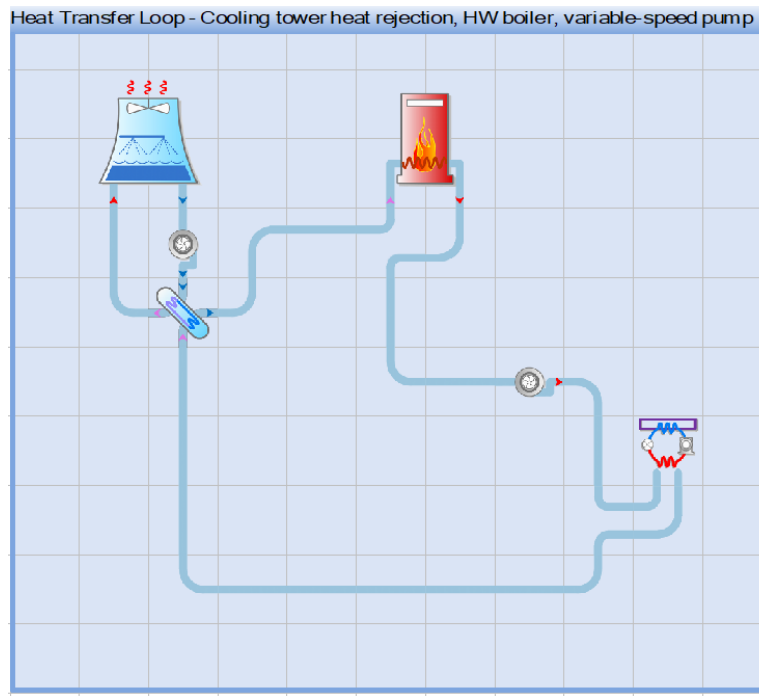 Heat Transfer Loop - Cooling tower heat rejection, HW boiler, variable-speed pump